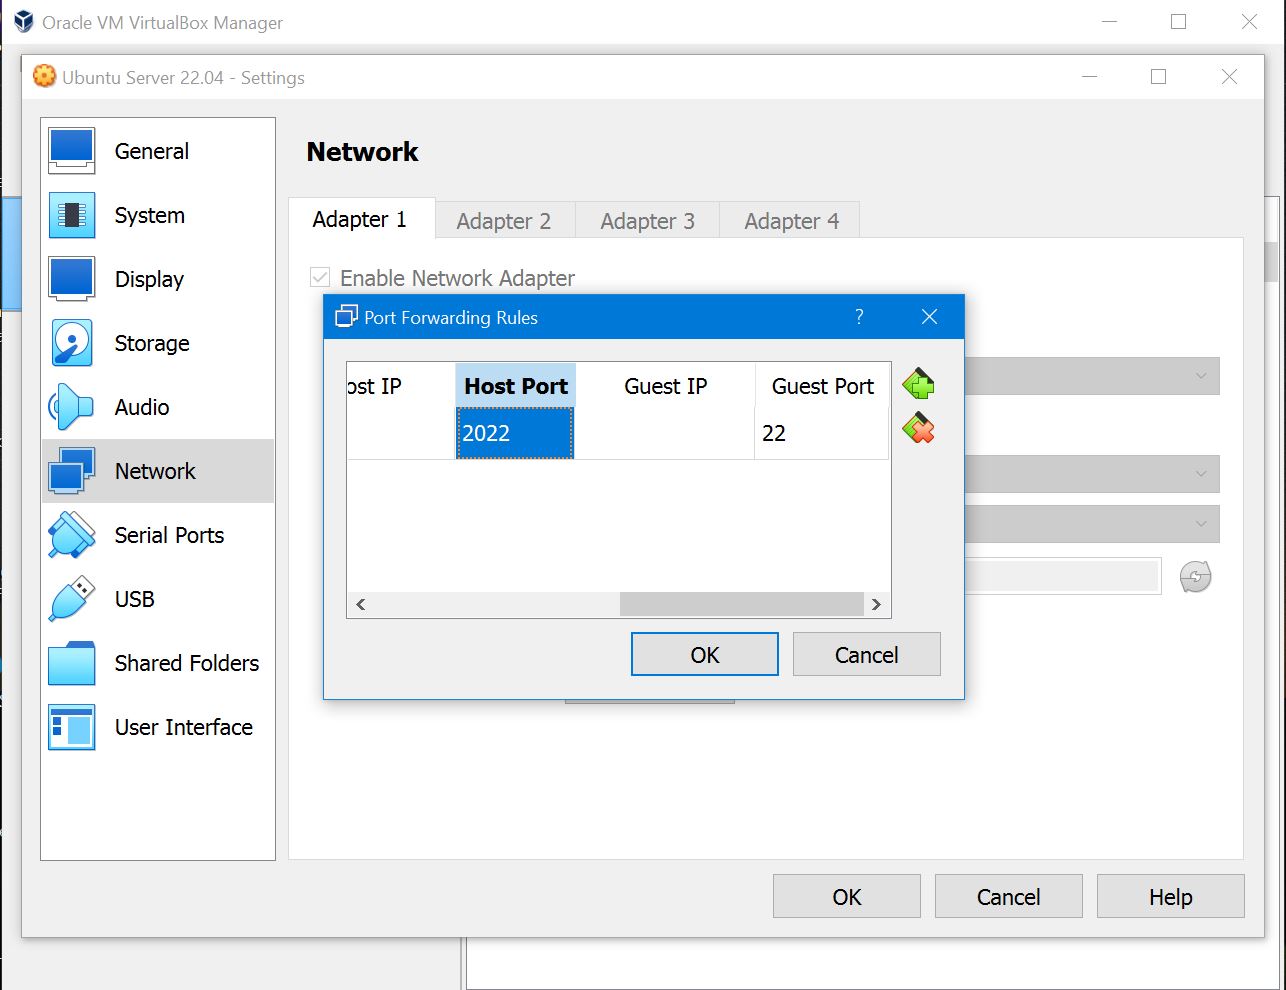 Oracle VM VirtualBox Manager
Ubuntu Server 22.04 - Settings
General
System
Display
Storage
Audio
Network
Serial Ports
USB
Shared Folders
User Interface
Network
Adapter 1 Adapter 2 Adapter 3 Adapter 4
Enable Network Adapter
Port Forwarding Rules ?
ost IP Host Port Guest IP Guest Port
2022 22
OK Cancel
OK Cancel Help